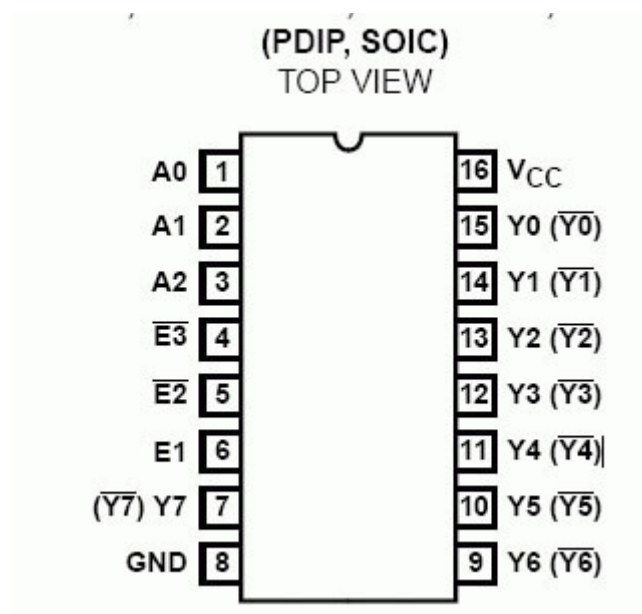 (PDIP, SOIC)
TOP VIEW
A0 1 16 VCC
A1 2 15 Y0 (Y0̅)
A2 3 14 Y1 (Y1̅)
E3̅ 4 13 Y2 (Y2̅)
E2̅ 5 12 Y3 (Y3̅)
E1 6 11 Y4 (Y4̅)
(Y7̅) Y7 7 10 Y5 (Y5̅)
GND 8 9 Y6 (Y6̅)